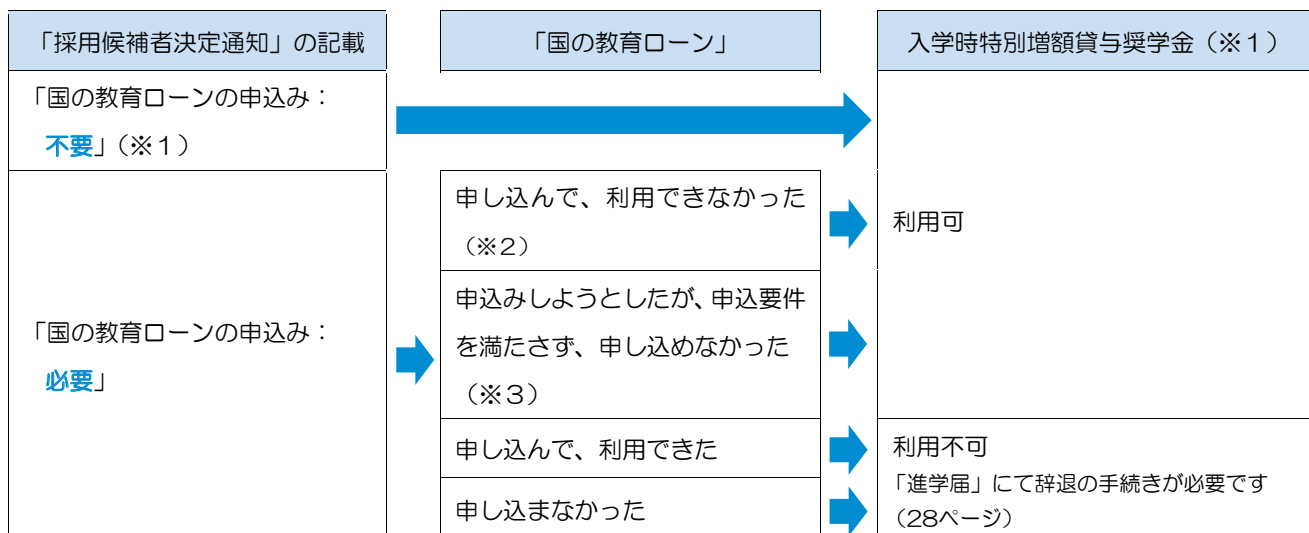 「採用候補者決定通知」の記載
「国の教育ローン」
入学時特別増額貸与奨学金（※１）
「国の教育ローンの申込み：
不要」（※１）
申し込んで、利用できなかった
（※２）
利用可
「国の教育ローンの申込み：
必要」
申込みしようとしたが、申込要件
を満たさず、申し込めなかった
（※３）
申し込んで、利用できた
利用不可
「進学届」にて辞退の手続きが必要です
（28ページ）
申し込まなかった